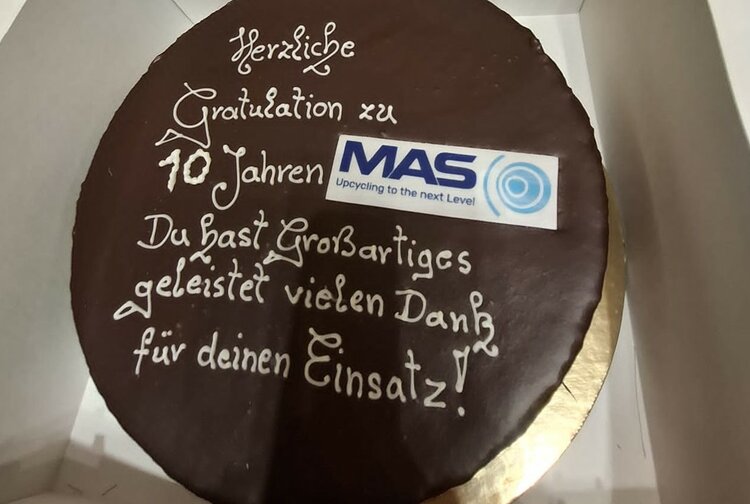 Herzliche
Gratulation zu
10 Jahren
MAS
Upcycling to the next Level
Du hast Großartiges
geleistet vielen Dank
für deinen Einsatz!